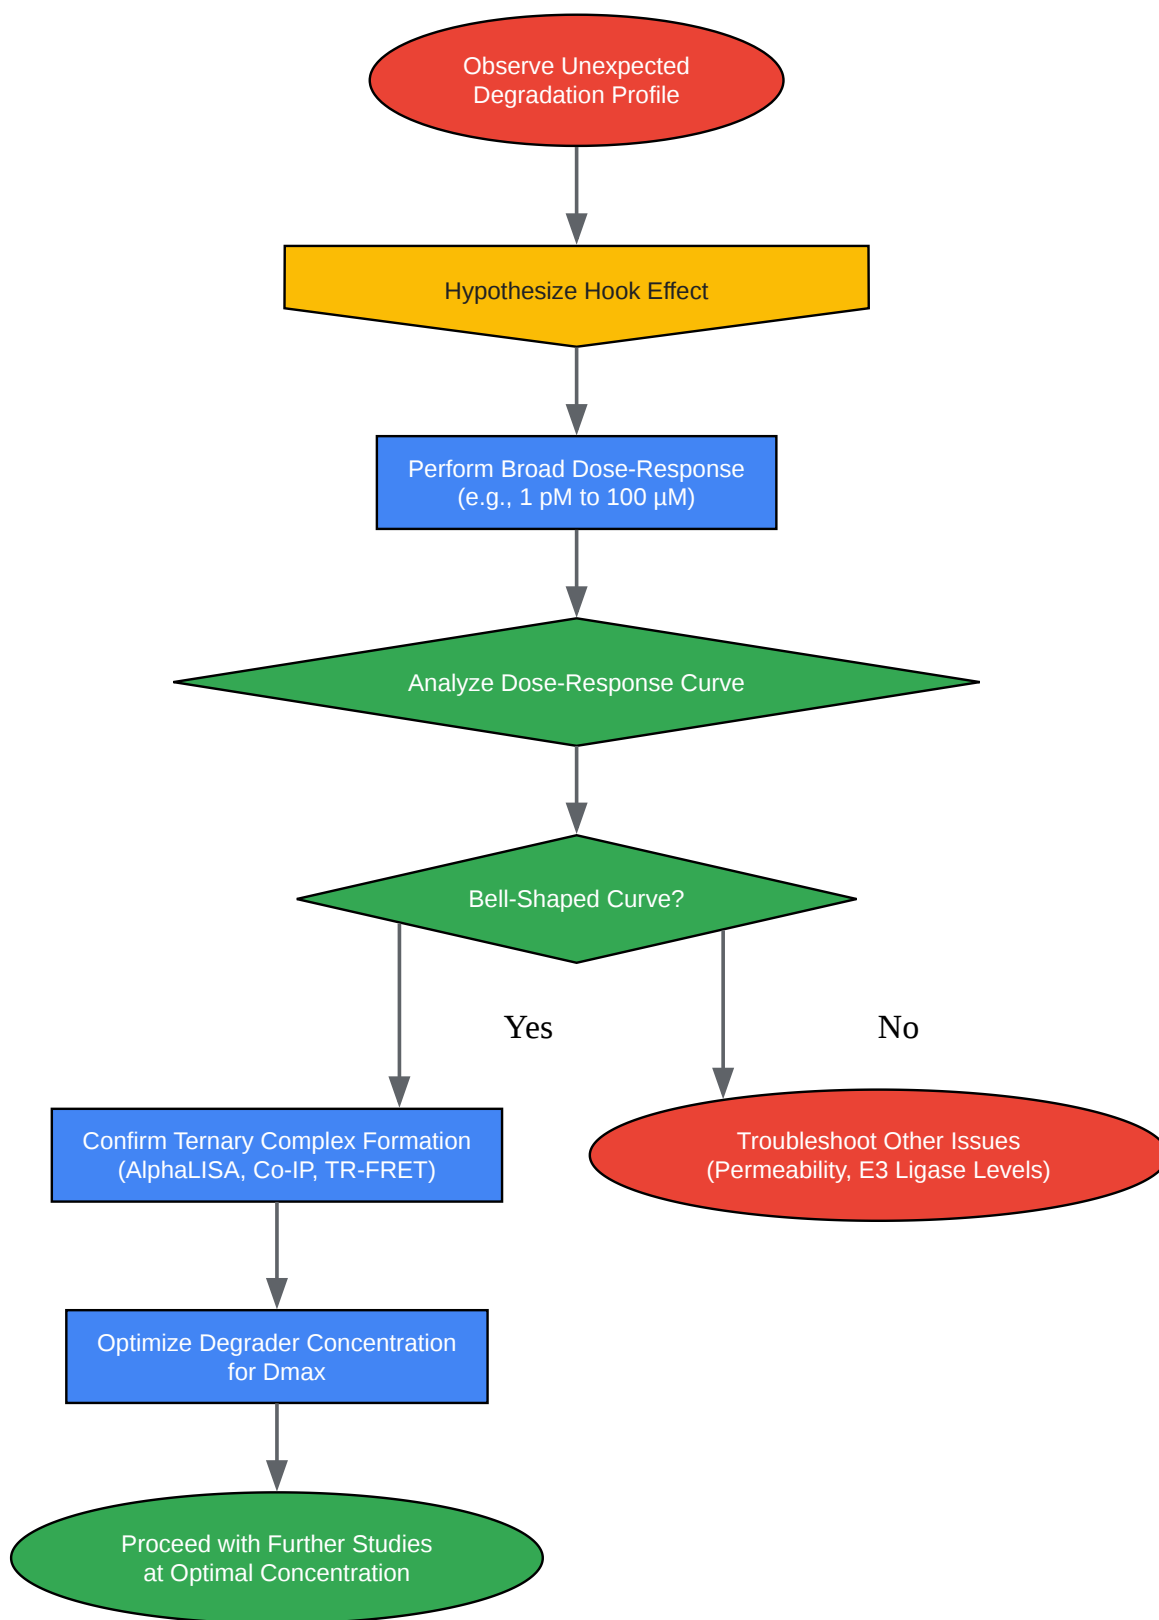 Observe Unexpected
Degradation Profile
Hypothesize Hook Effect
Perform Broad Dose-Response
(e.g., 1 pM to 100 µM)
Analyze Dose-Response Curve
Bell-Shaped Curve?
Yes
No
Confirm Ternary Complex Formation
(AlphaLISA, Co-IP, TR-FRET)
Troubleshoot Other Issues
(Permeability, E3 Ligase Levels)
Optimize Degrader Concentration
for Dmax
Proceed with Further Studies
at Optimal Concentration